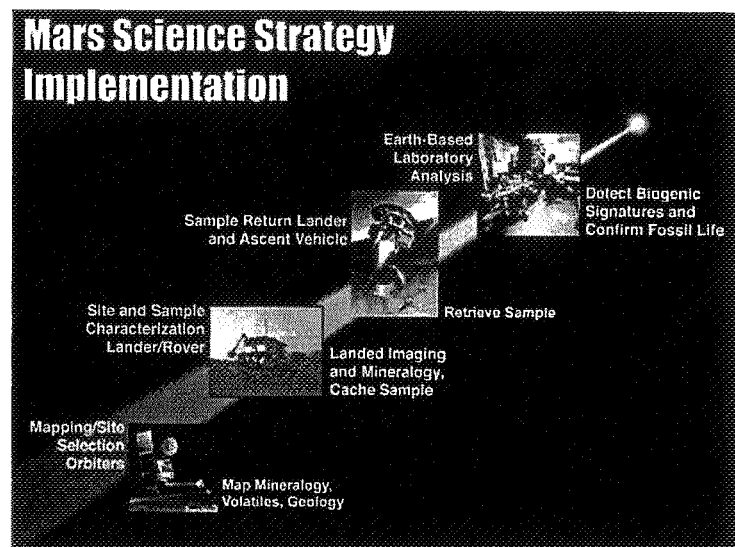 Mars Science Strategy
Implementation
Earth-Based
Laboratory
Analysis
Detect Biogenic
Signatures and
Confirm Fossil Life
Sample Return Lander
and Ascent Vehicle
Retrieve Sample
Site and Sample
Characterization
Lander/Rover
Landed Imaging
and Mineralogy,
Cache Sample
Mapping/Site
Selection
Orbiters
Map Mineralogy,
Volatiles, Geology